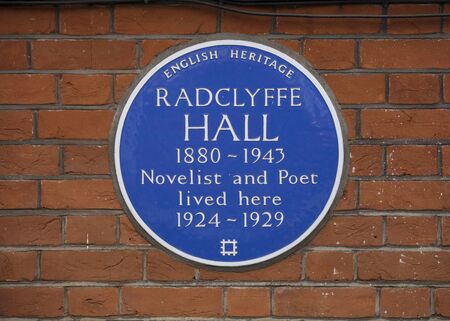 ENGLISH HERITAGE
RADCLYFFE
HALL
1880 ~ 1943
Novelist and Poet
lived here
1924 ~ 1929